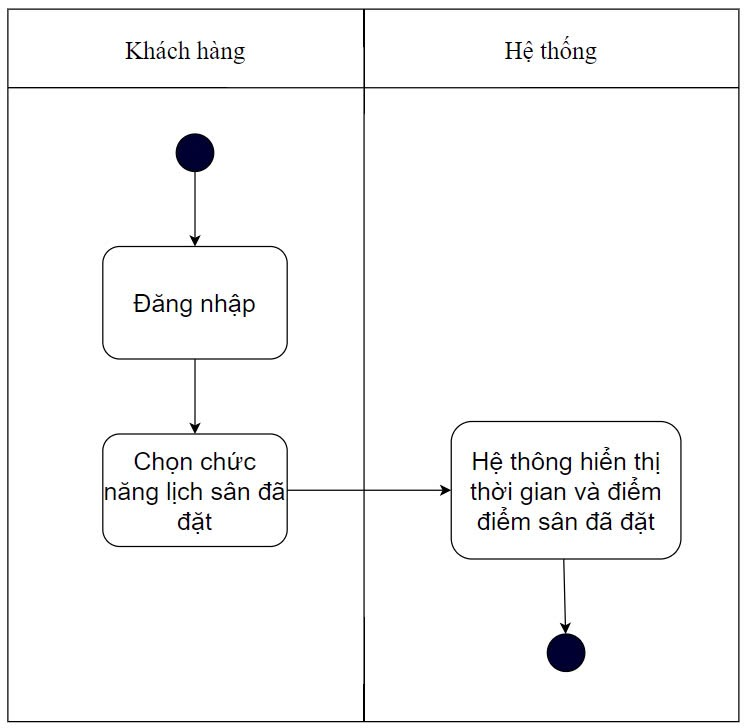 Khách hàng
Hệ thống
Đăng nhập
Chọn chức
năng lịch sân đã
đặt
Hệ thông hiển thị
thời gian và điểm
điểm sân đã đặt